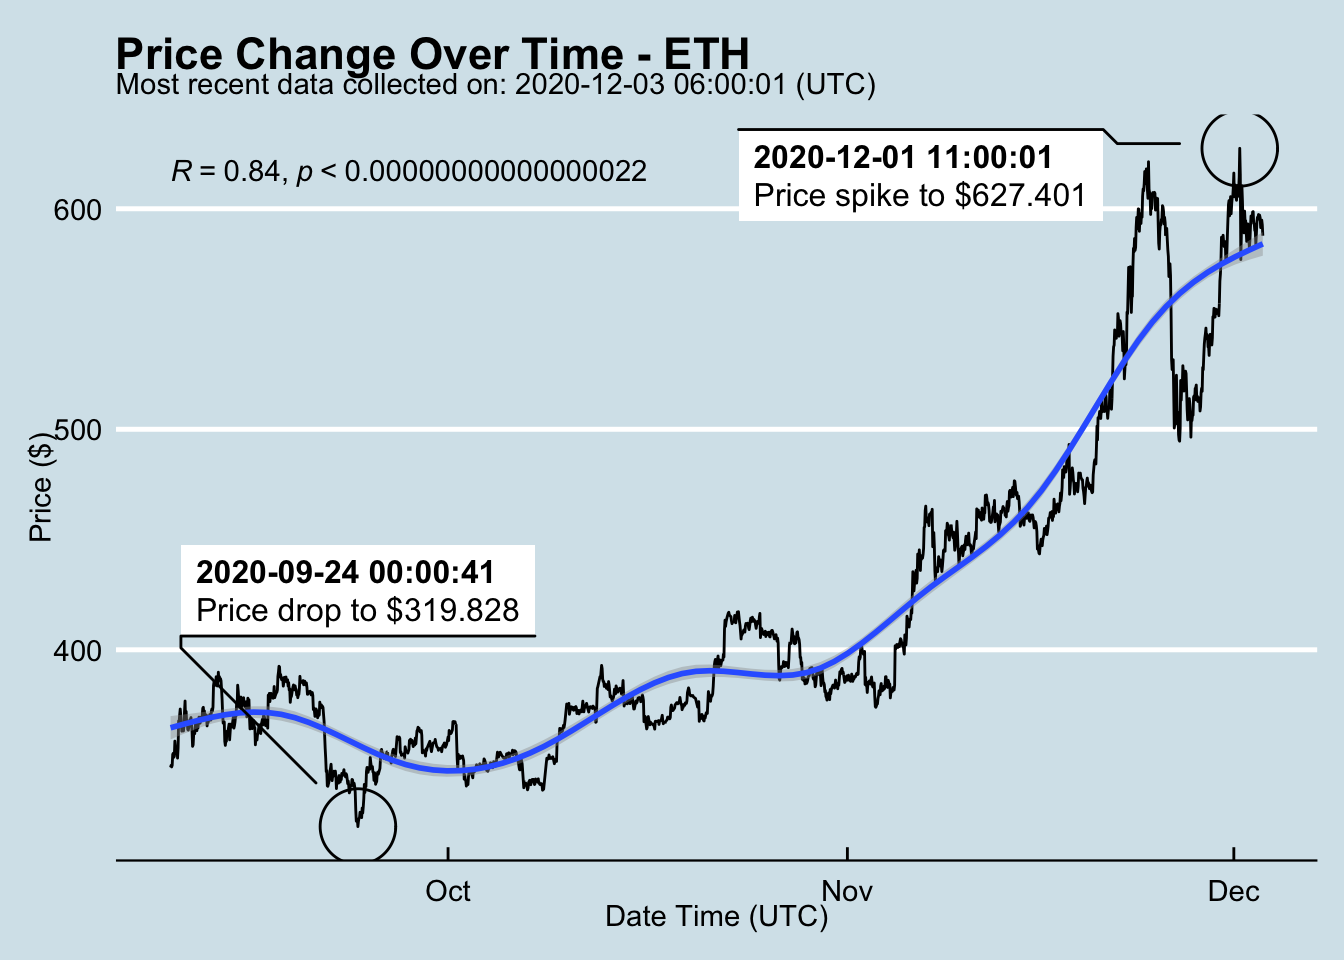 Price Change Over Time - ETH
Most recent data collected on: 2020-12-03 06:00:01 (UTC)
R = 0.84, p < 0.00000000000000022
2020-12-01 11:00:01
Price spike to $627.401
600
500
Price ($)
2020-09-24 00:00:41
Price drop to $319.828
400
Oct
Nov
Dec
Date Time (UTC)